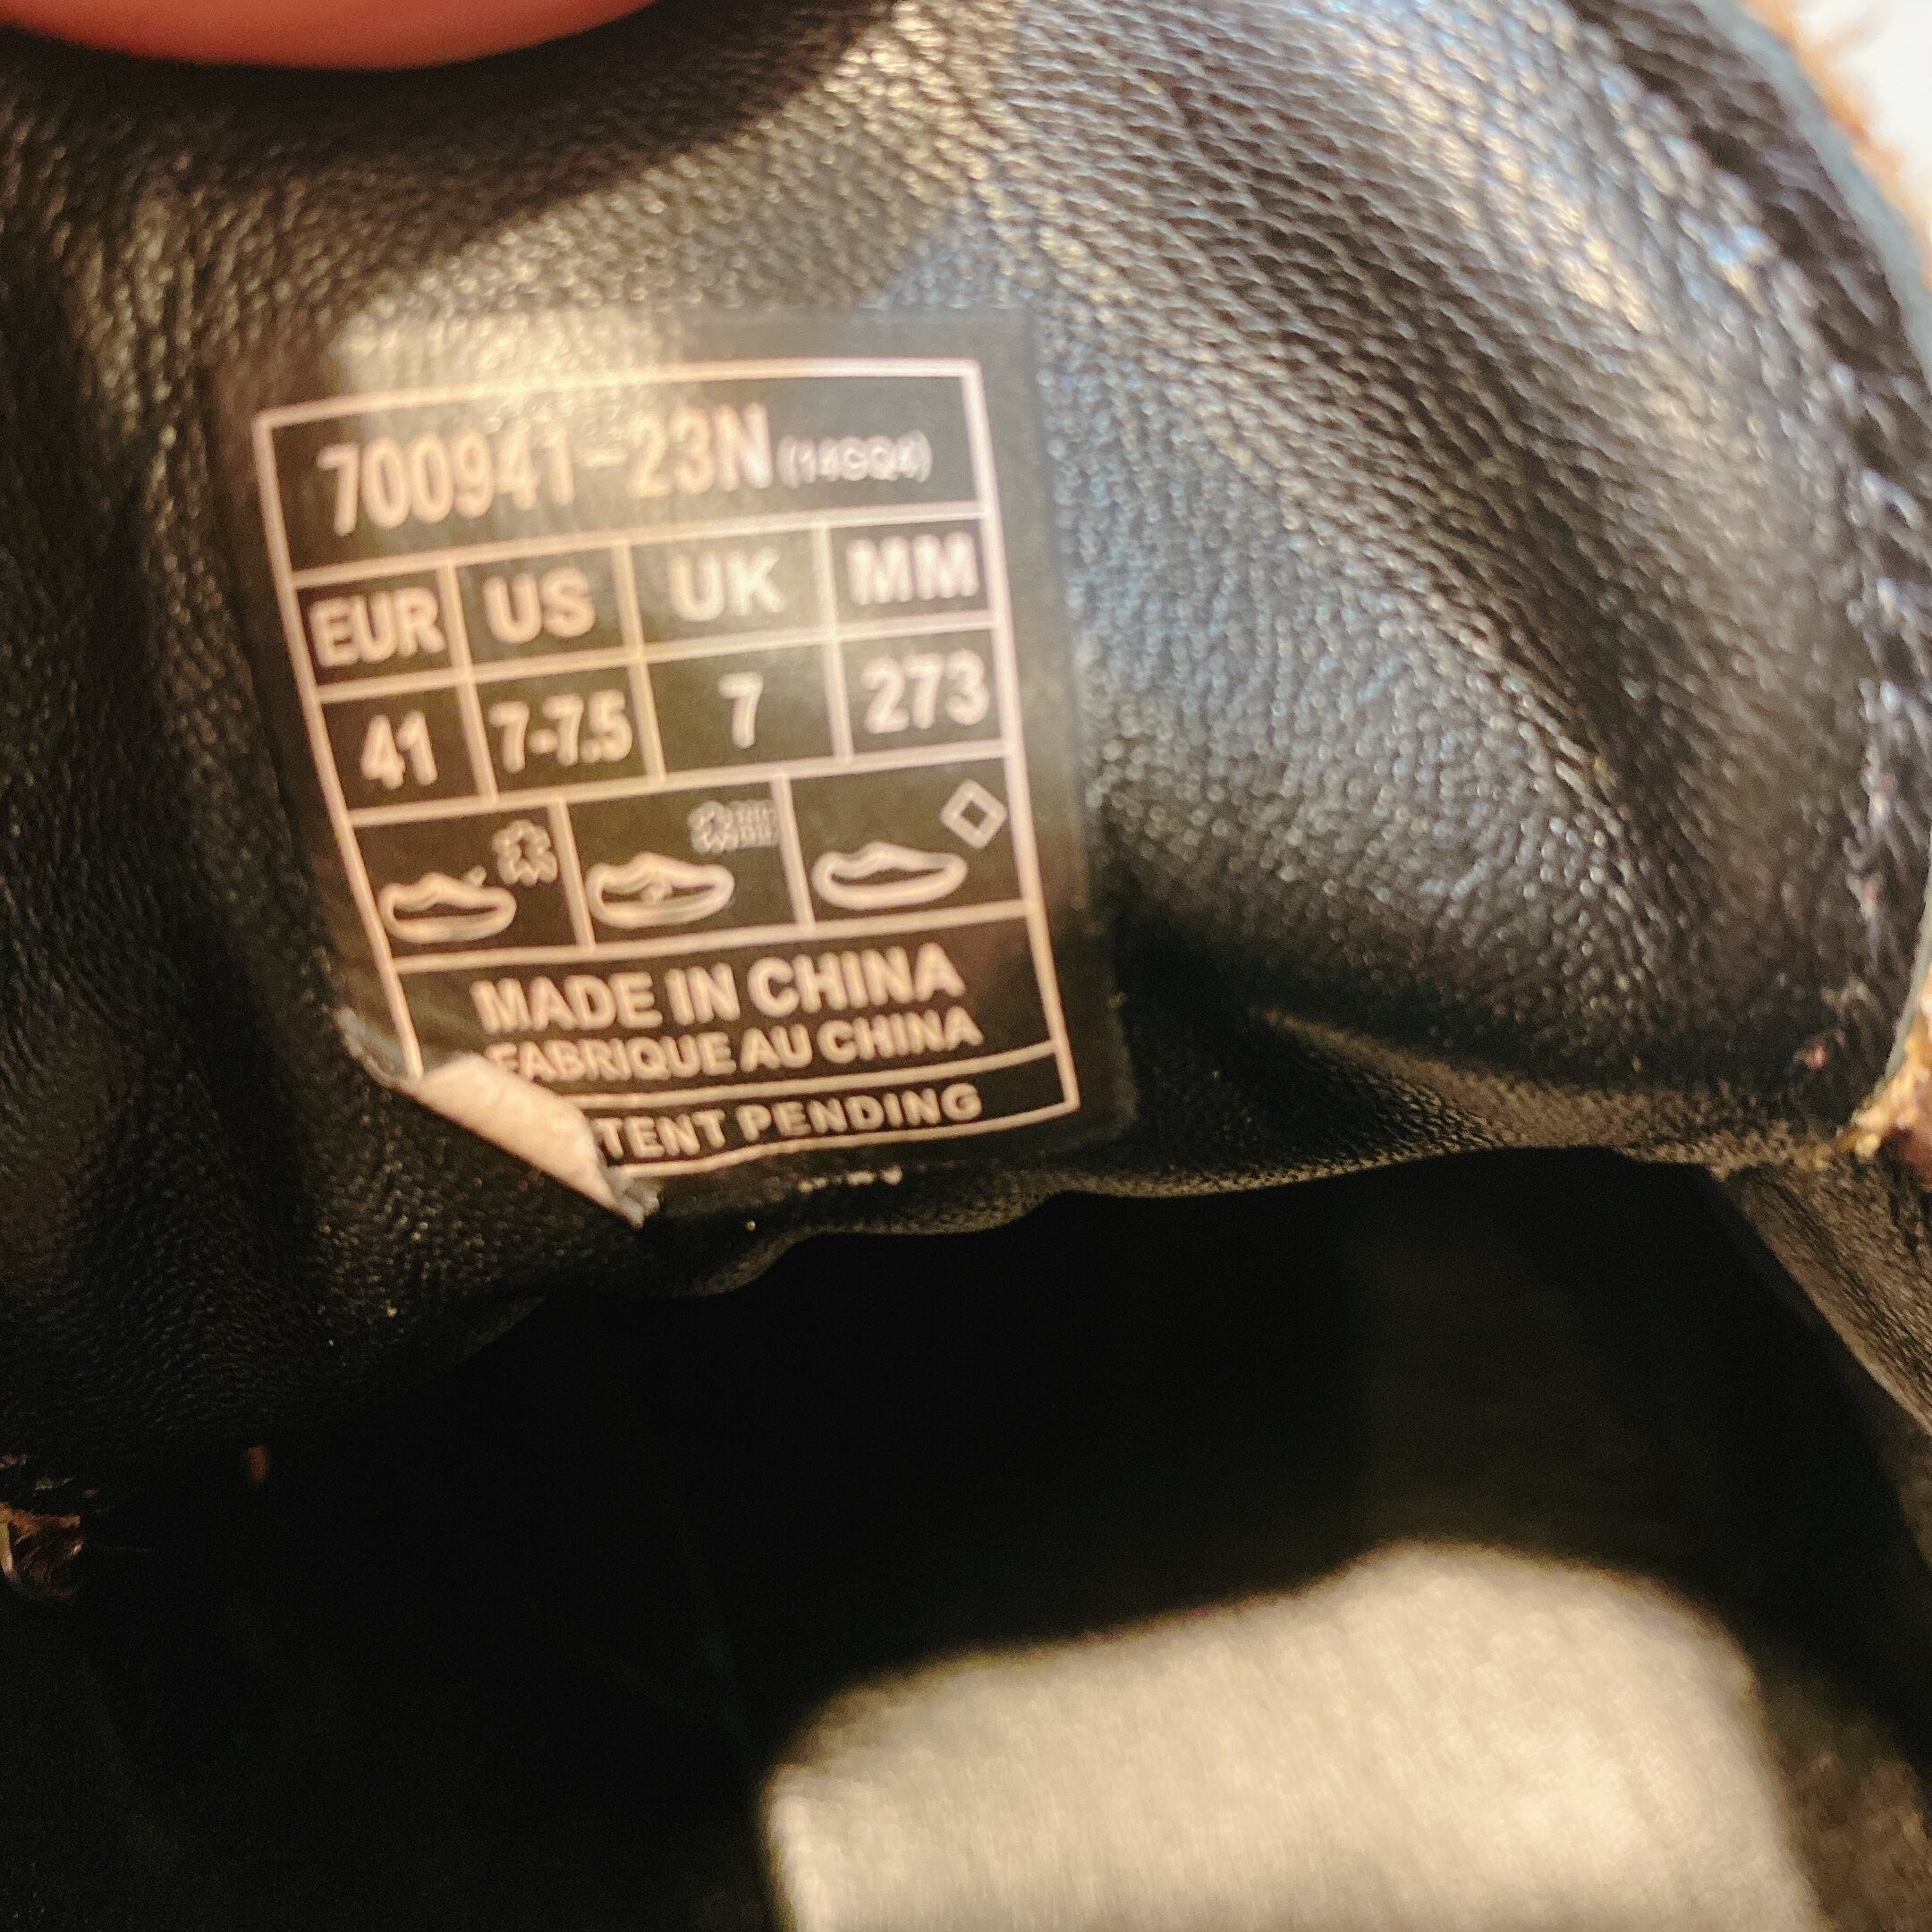 700941-23N (14CQ4)
EUR US UK MM
41 7-7.5 7 273
MADE IN CHINA
FABRIQUE AU CHINA
TENT PENDING